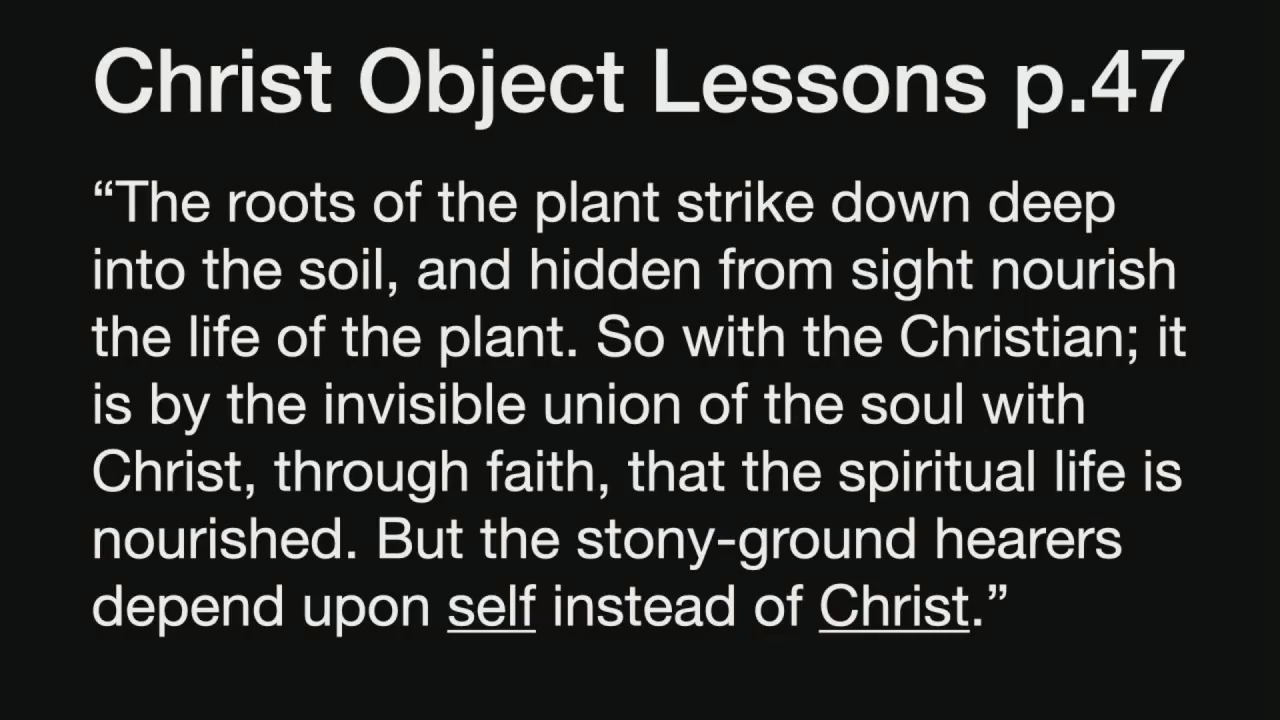 Christ Object Lessons p.47
“The roots of the plant strike down deep
into the soil, and hidden from sight nourish
the life of the plant. So with the Christian; it
is by the invisible union of the soul with
Christ, through faith, that the spiritual life is
nourished. But the stony-ground hearers
depend upon self instead of Christ.”